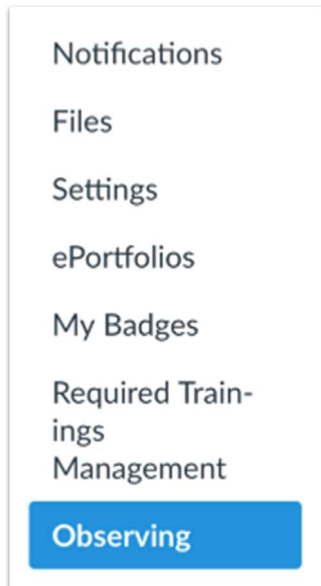 Notifications
Files
Settings
ePortfolios
My Badges
Required Train-
ings
Management
Observing